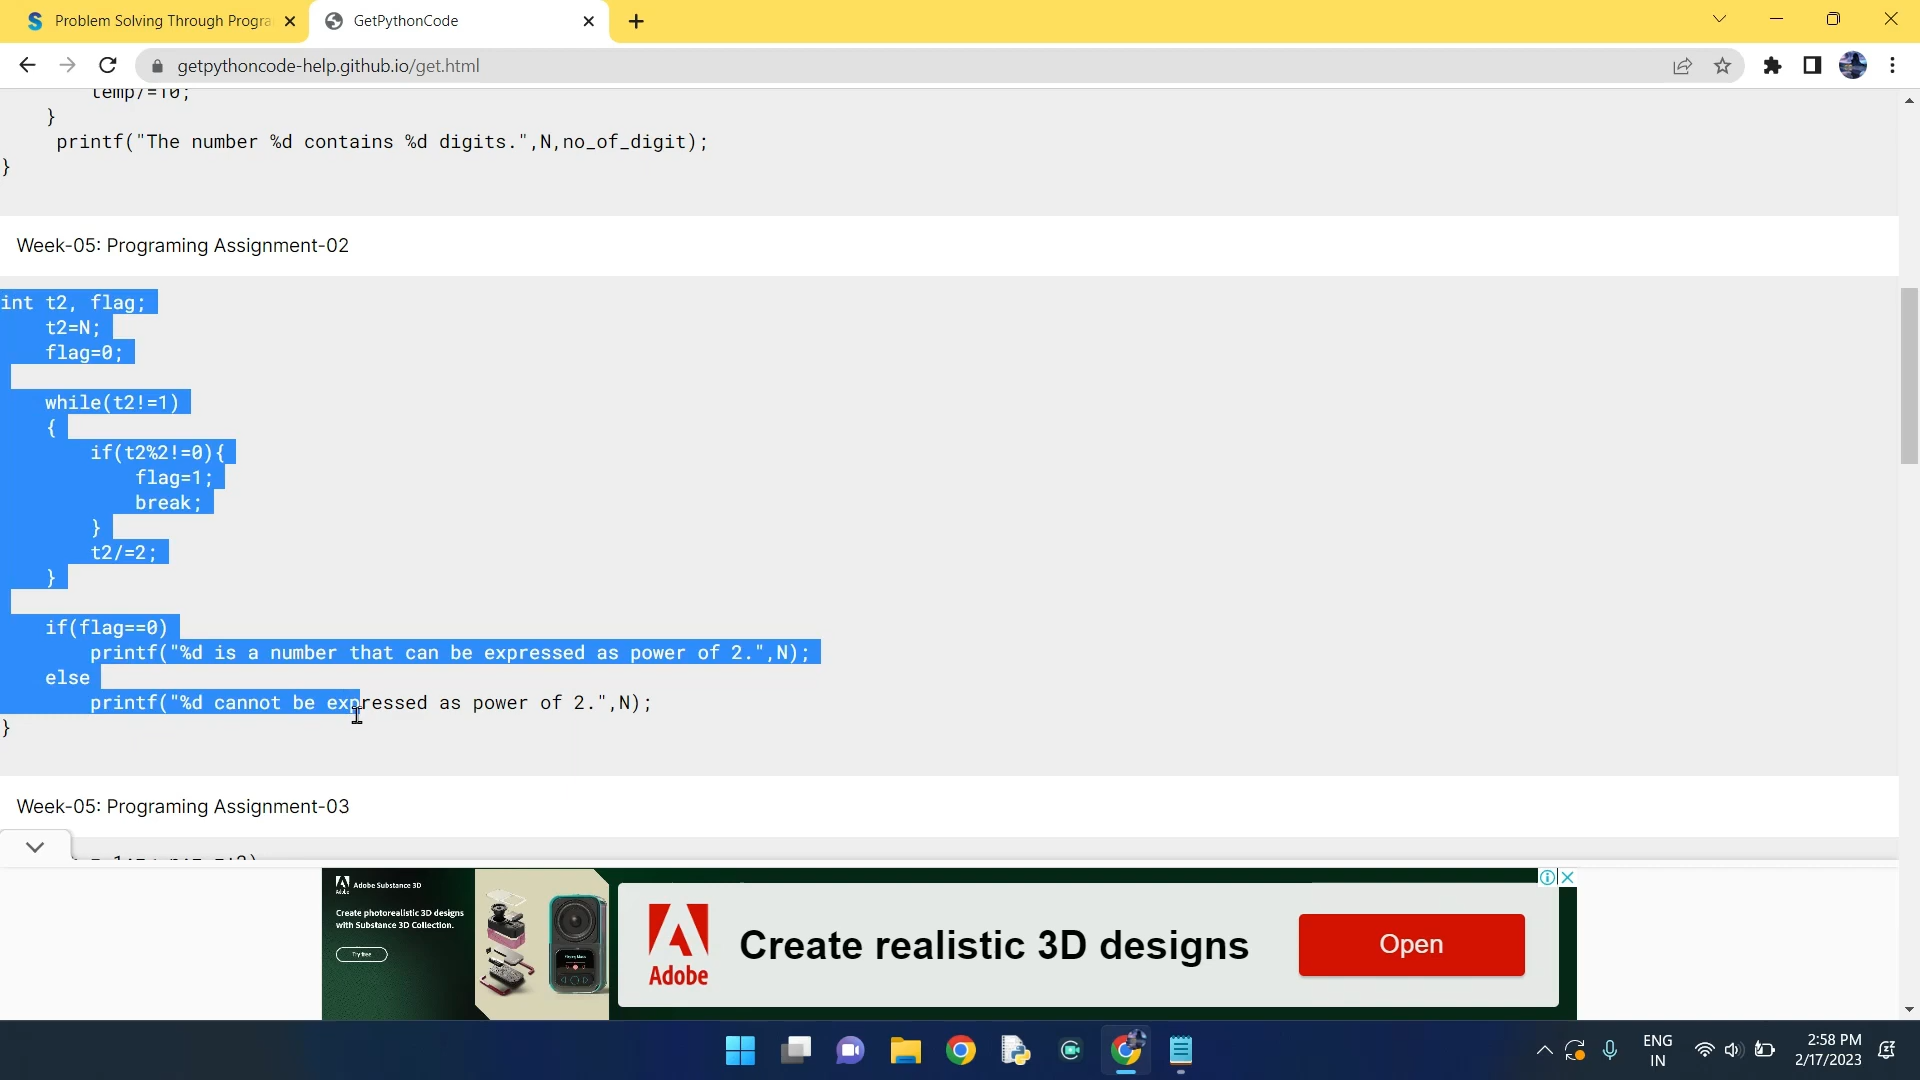 Problem Solving Through Progra
GetPythonCode
getpythoncode-help.github.io/get.html
temp/=10;
}
printf("The number %d contains %d digits.",N,no_of_digit);
}
Week-05: Programing Assignment-02
int t2, flag;
t2=N;
flag=0;
while(t2!=1)
{
if(t2%2!=0){
flag=1;
break;
}
t2/=2;
}
if(flag==0)
printf("%d is a number that can be expressed as power of 2.",N);
else
printf("%d cannot be expressed as power of 2.",N);
}
Week-05: Programing Assignment-03
Adobe Substance 3D
Create photorealistic 3D designs
with Substance 3D Collection.
Try free
Adobe
Create realistic 3D designs
Open
ENG
IN
2:58 PM
2/17/2023